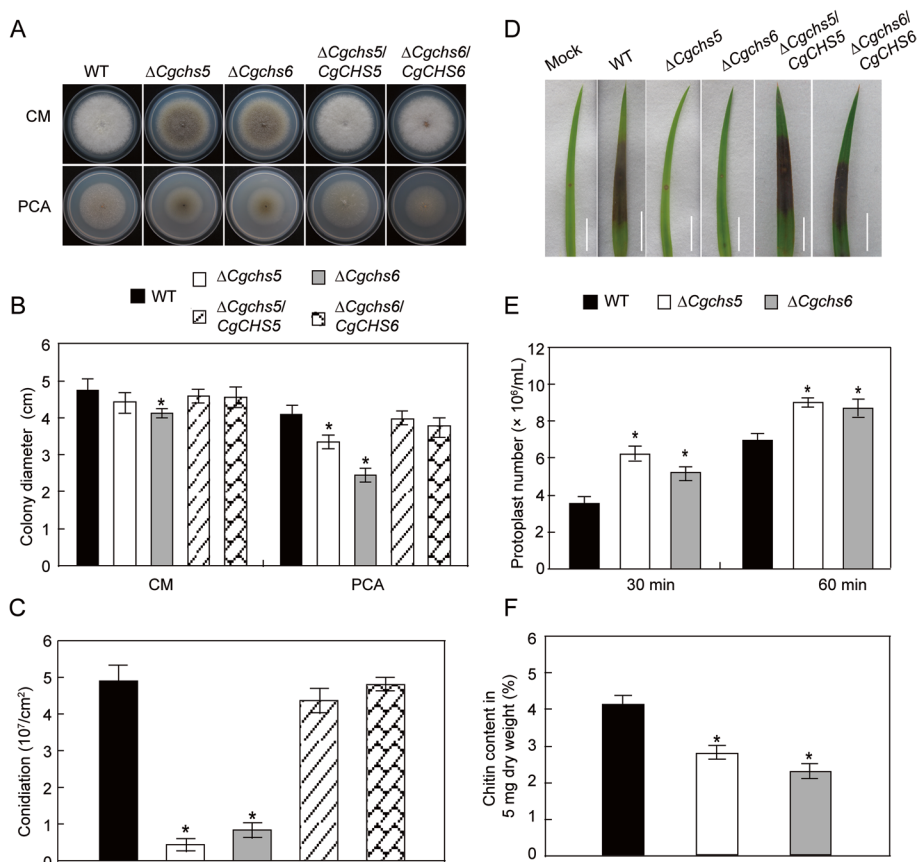 A
WT
ΔCgchs5
ΔCgchs6
ΔCgchs5/
CgCHS5
ΔCgchs6/
CgCHS6
CM
PCA
WT
ΔCgchs5
ΔCgchs6
ΔCgchs5/
CgCHS5
ΔCgchs6/
CgCHS6
B
Colony diameter (cm)
6
5
4
3
2
1
0
*
*
*
CM
PCA
C
Conidiation (10⁷/cm²)
6
5
4
3
2
1
0
*
*
D
Mock
WT
ΔCgchs5
ΔCgchs6
ΔCgchs5/
CgCHS5
ΔCgchs6/
CgCHS6
E
WT
ΔCgchs5
ΔCgchs6
Protoplast number (× 10⁶/mL)
12
10
8
6
4
2
0
*
*
*
*
30 min
60 min
F
Chitin content in
5 mg dry weight (%)
6
5
4
3
2
1
0
*
*